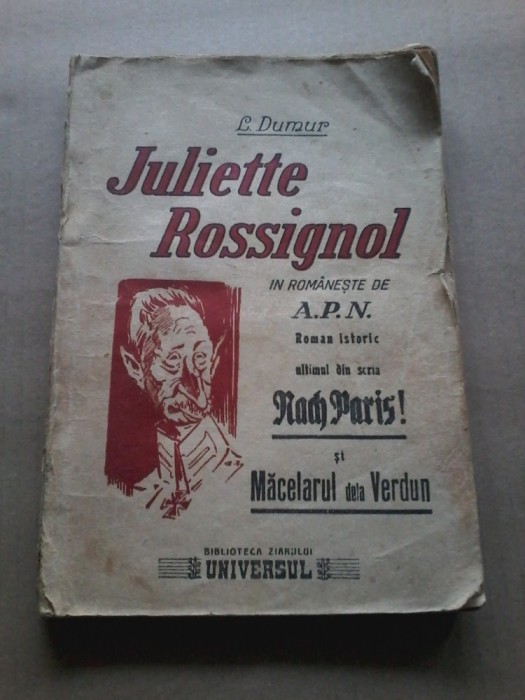 L. Dumur
Juliette
Rossignol
IN ROMÂNEȘTE DE
A.P.N.
Roman istoric
ultimul din scria
Nach Paris!
și
Măcelarul dela Verdun
BIBLIOTECA ZIARULUI
UNIVERSUL